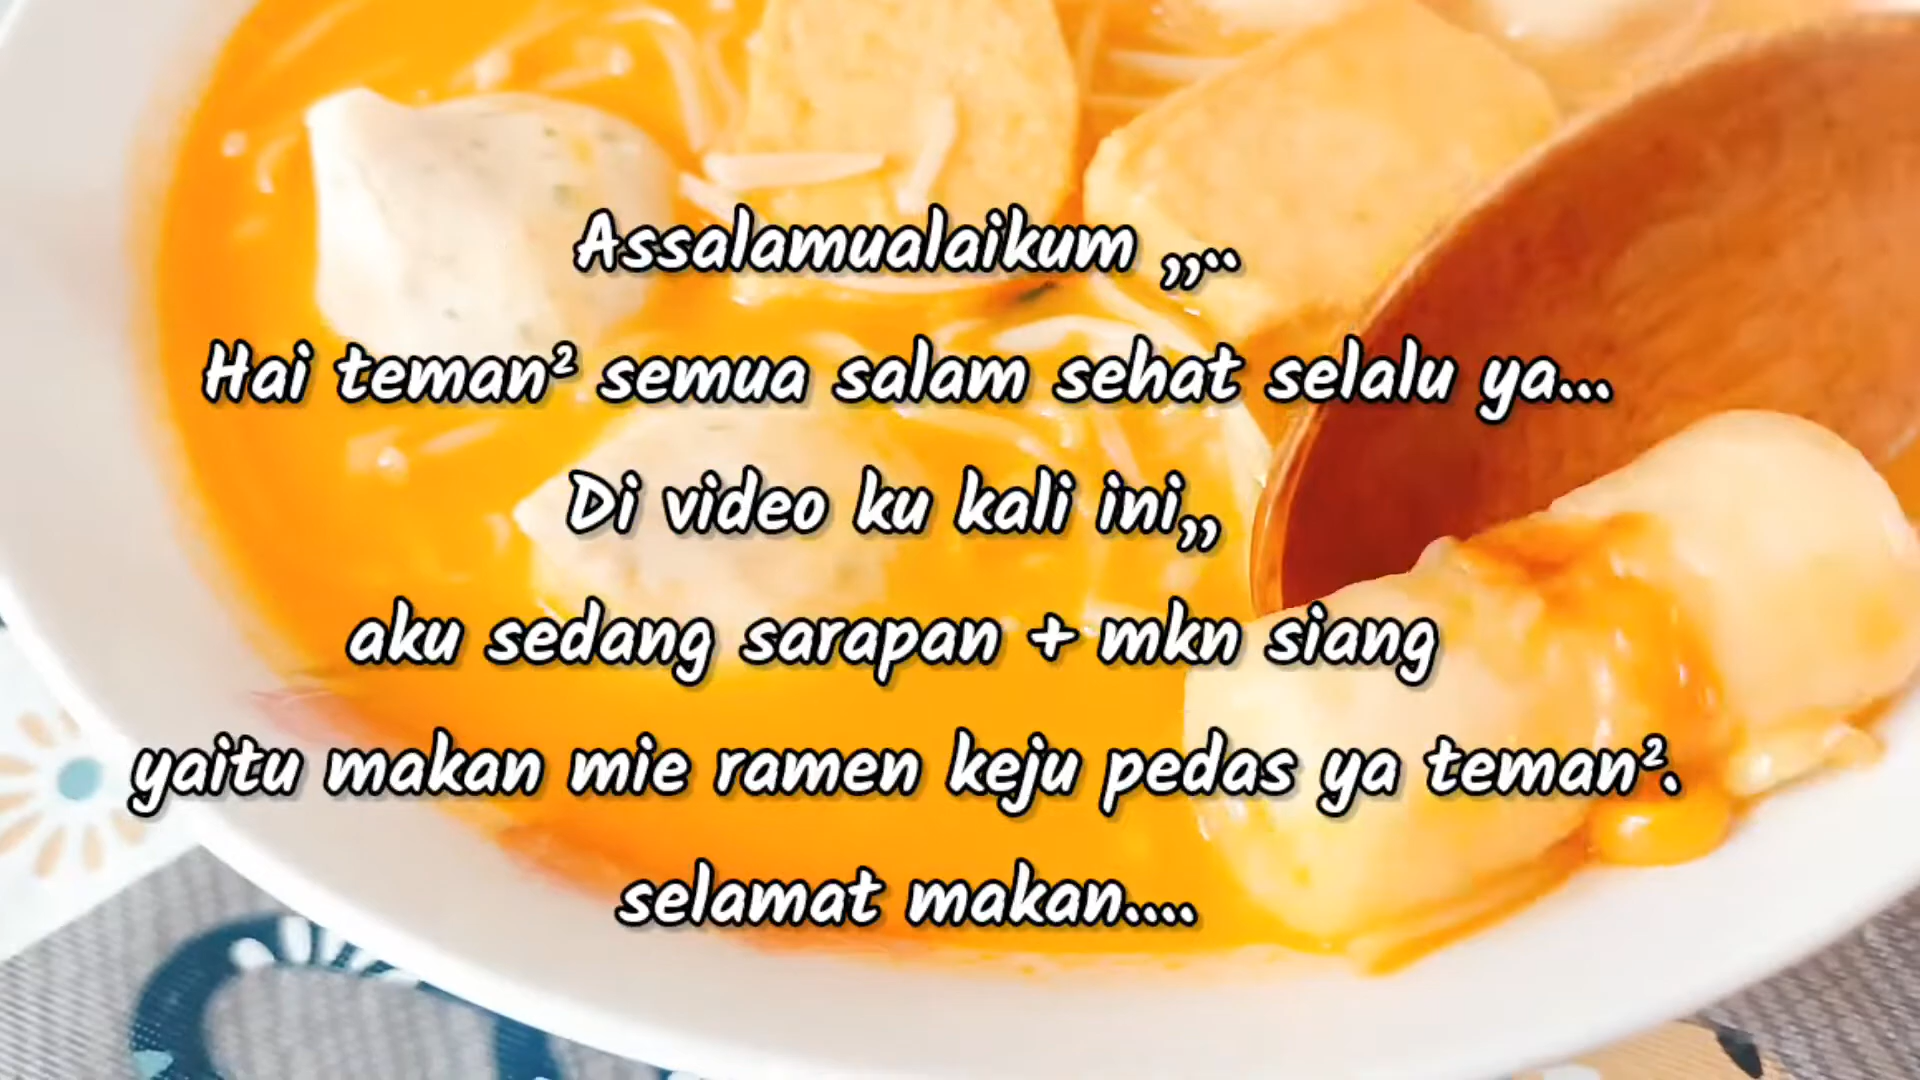 Assalamualaikum ,,..
Hai teman² semua salam sehat selalu ya...
Di video ku kali ini,,
aku sedang sarapan + mkn siang
yaitu makan mie ramen keju pedas ya teman².
selamat makan....